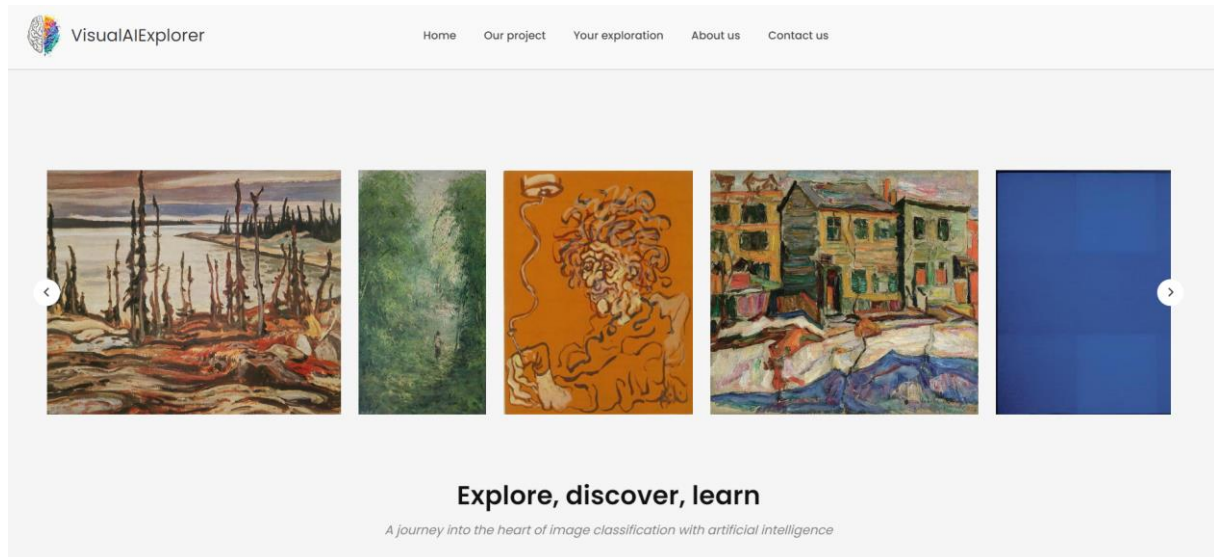 VisualAIExplorer
Home Our project Your exploration About us Contact us
Explore, discover, learn
A journey into the heart of image classification with artificial intelligence